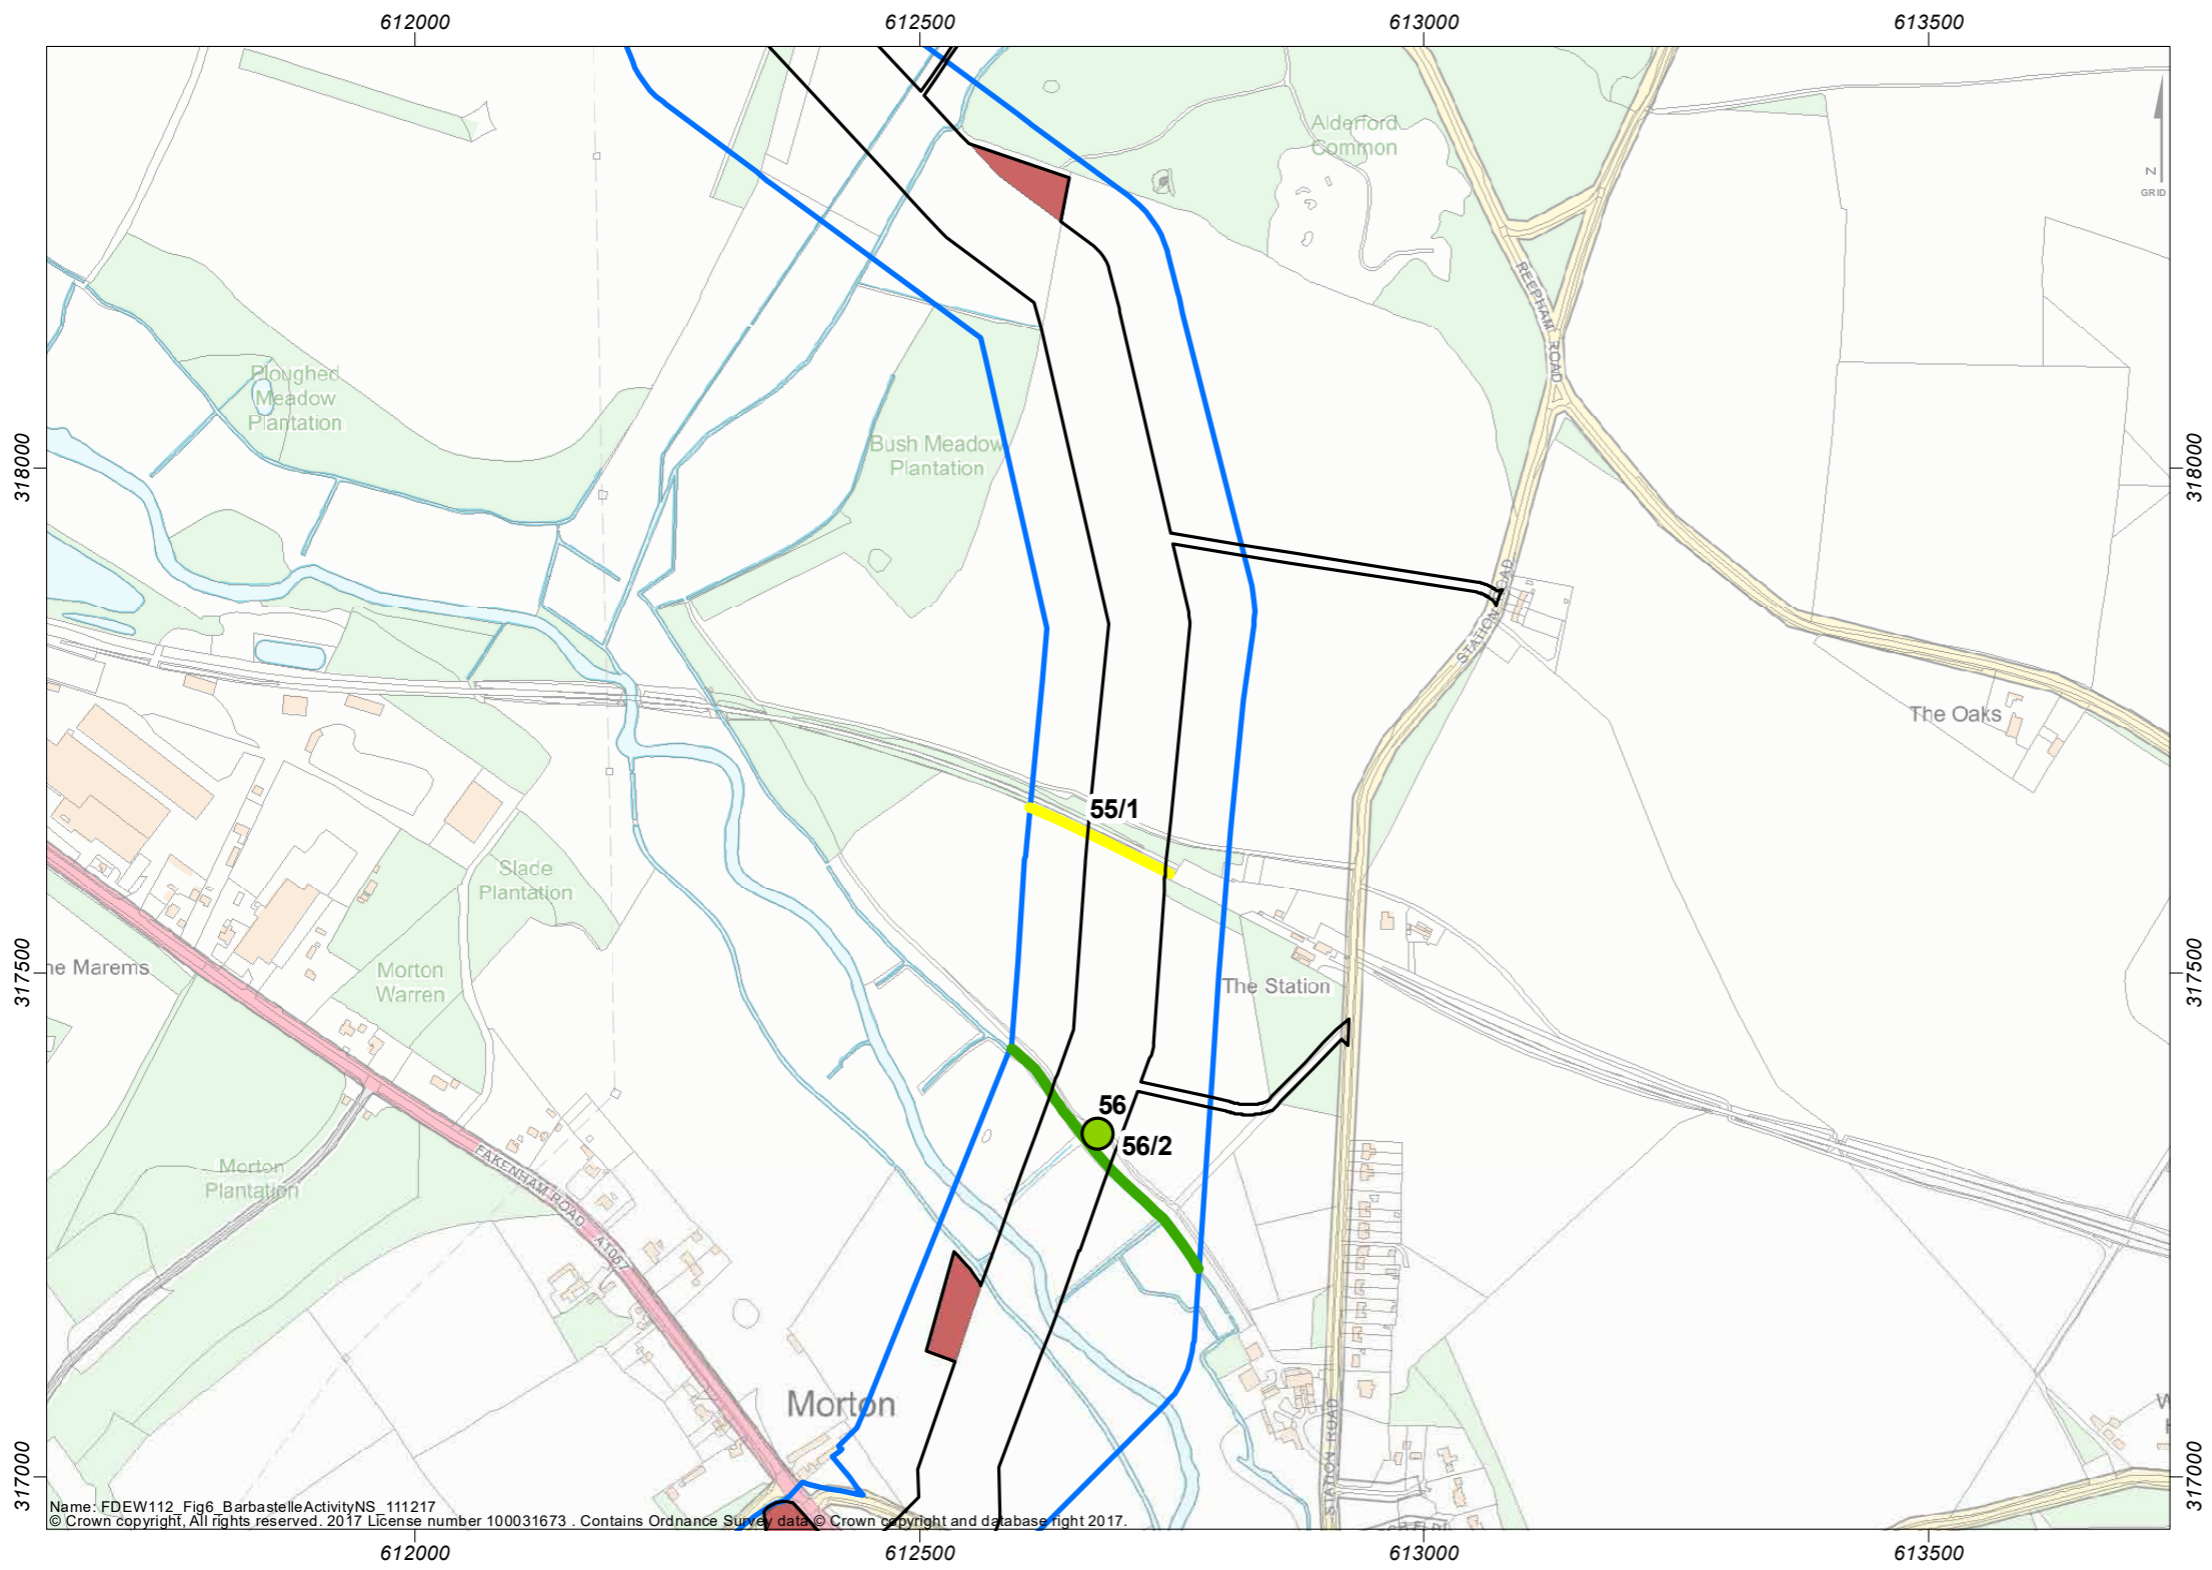 612000
612500
613000
613500
Alderford
Common
N
GRID
REEPHAM ROAD
Ploughed
Meadow
Plantation
Bush Meadow
Plantation
318000
318000
STATION ROAD
The Oaks
55/1
Slade
Plantation
Morton
Warren
ne Marems
The Station
317500
317500
56
56/2
Morton
Plantation
FAKENHAM ROAD
A1067
Morton
STATION ROAD
317000
317000
Name: FDEW112_Fig6_BarbastelleActivityNS_111217
© Crown copyright, All rights reserved. 2017 License number 100031673 . Contains Ordnance Survey data © Crown copyright and database right 2017.
612000
612500
613000
613500